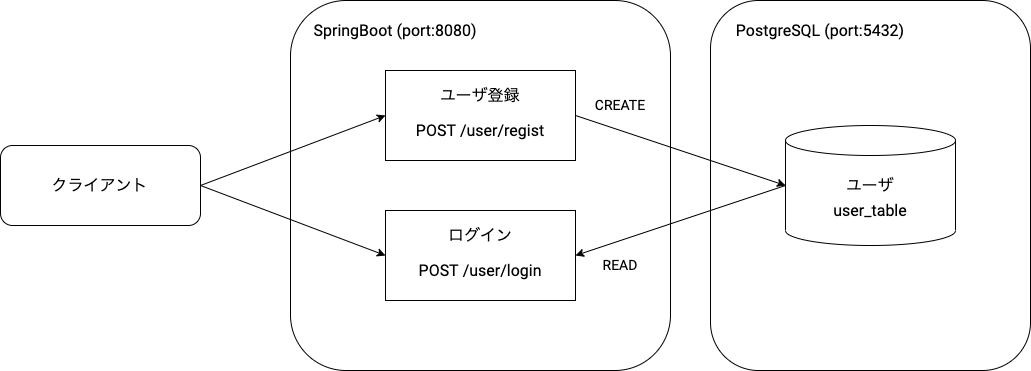 SpringBoot (port:8080)
PostgreSQL (port:5432)
ユーザ登録
POST /user/regist
CREATE
クライアント
ユーザ
user_table
ログイン
POST /user/login
READ